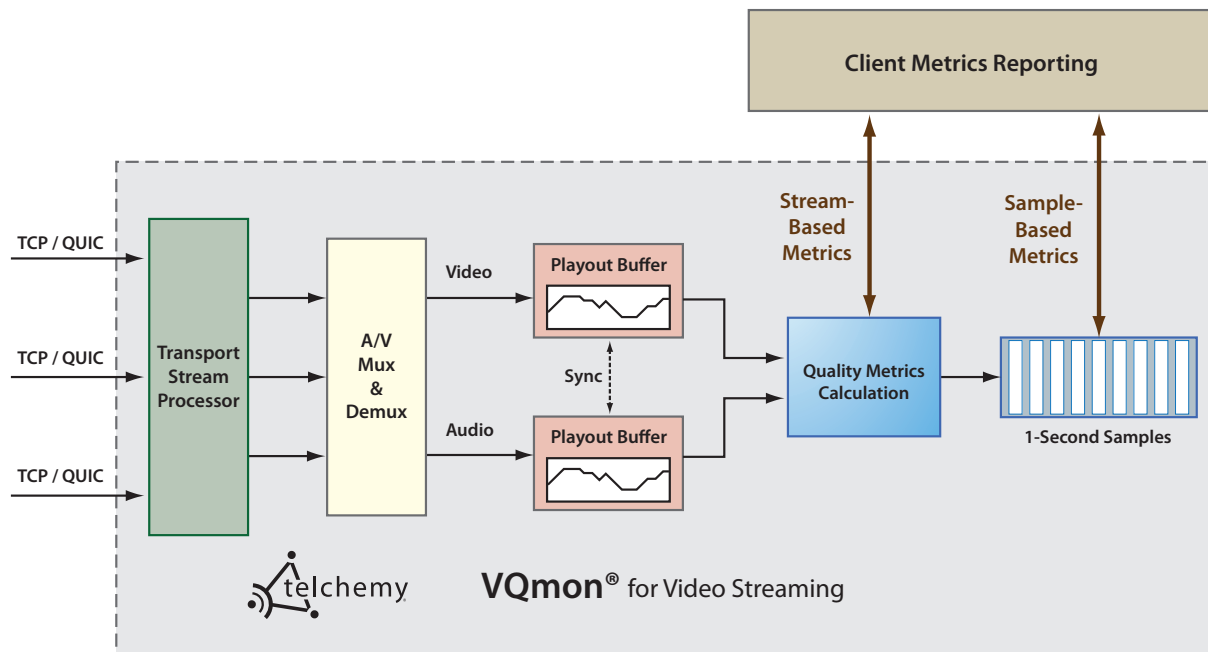 Client Metrics Reporting
Stream-
Based
Metrics
Sample-
Based
Metrics
TCP / QUIC
TCP / QUIC
TCP / QUIC
Transport
Stream
Processor
A/V
Mux
&
Demux
Video
Audio
Playout Buffer
Sync
Playout Buffer
Quality Metrics
Calculation
1-Second Samples
telchemy
VQmon® for Video Streaming